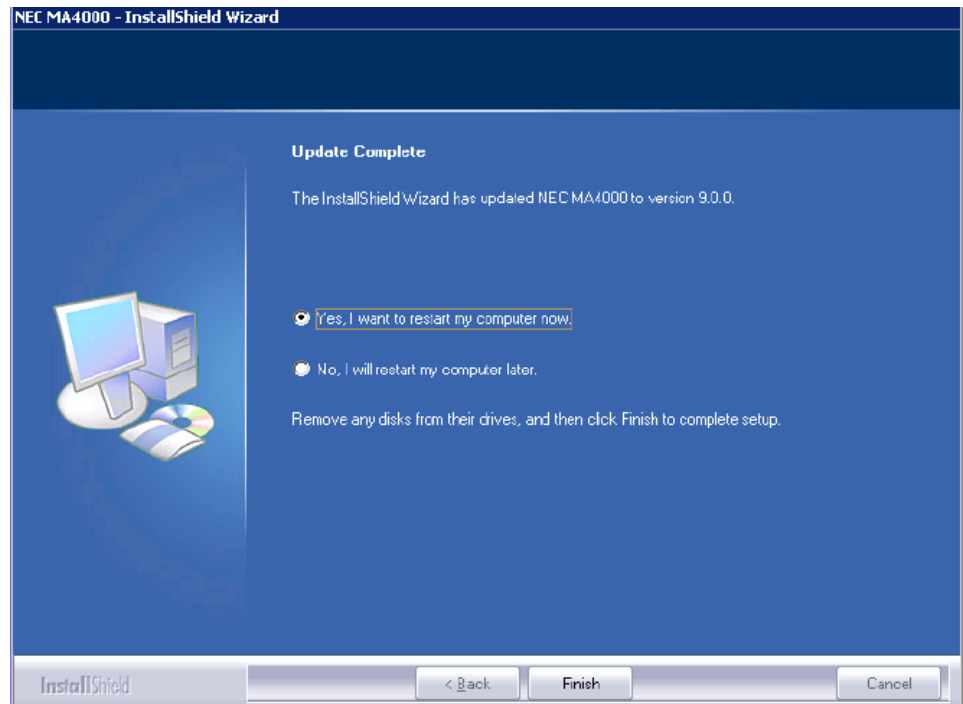 NEC MA4000 - InstallShield Wizard
Update Complete
The InstallShield Wizard has updated NEC MA4000 to version 9.0.0.
Yes, I want to restart my computer now.
No, I will restart my computer later.
Remove any disks from their drives, and then click Finish to complete setup.
InstallShield
< Back
Finish
Cancel